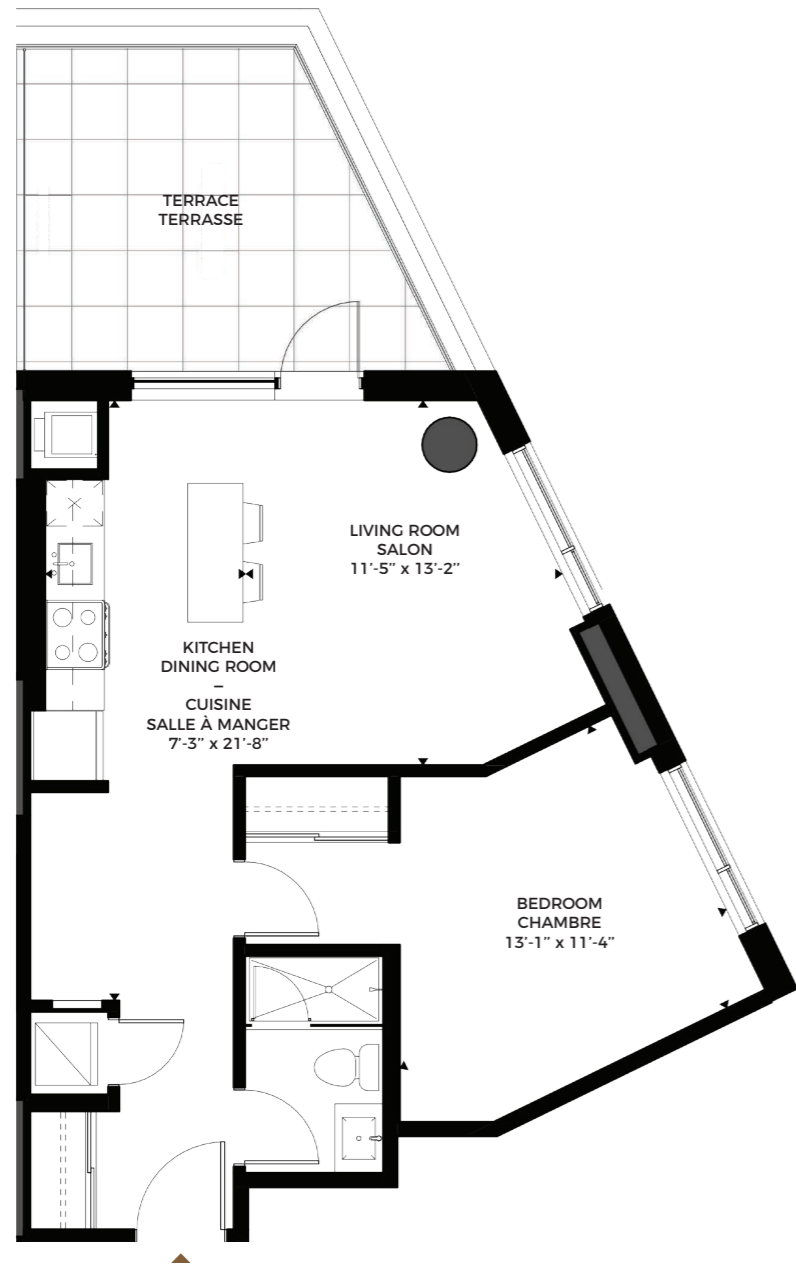 TERRACE
TERRASSE
LIVING ROOM
SALON
11'-5" x 13'-2"
KITCHEN
DINING ROOM
–
CUISINE
SALLE À MANGER
7'-3" x 21'-8"
BEDROOM
CHAMBRE
13'-1" x 11'-4"